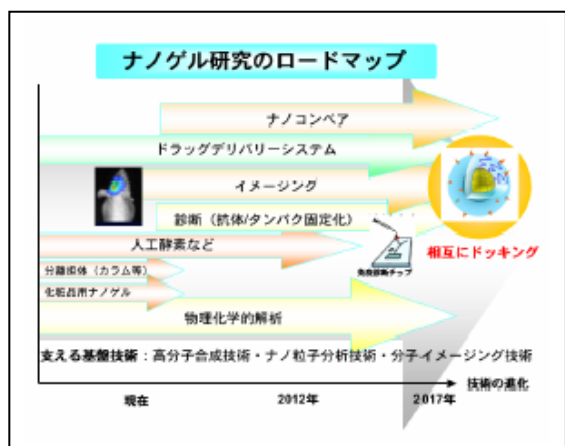 ナノゲル研究のロードマップ
ナノコンベア
ドラッグデリバリーシステム
イメージング
診断（抗体/タンパク固定化）
人工酵素など
分離担体（カラム等）
化粧品用ナノゲル
免疫診断チップ
相互にドッキング
物理化学的解析
支える基盤技術：高分子合成技術・ナノ粒子分析技術・分子イメージング技術
技術の進化
現在
2012年
2017年